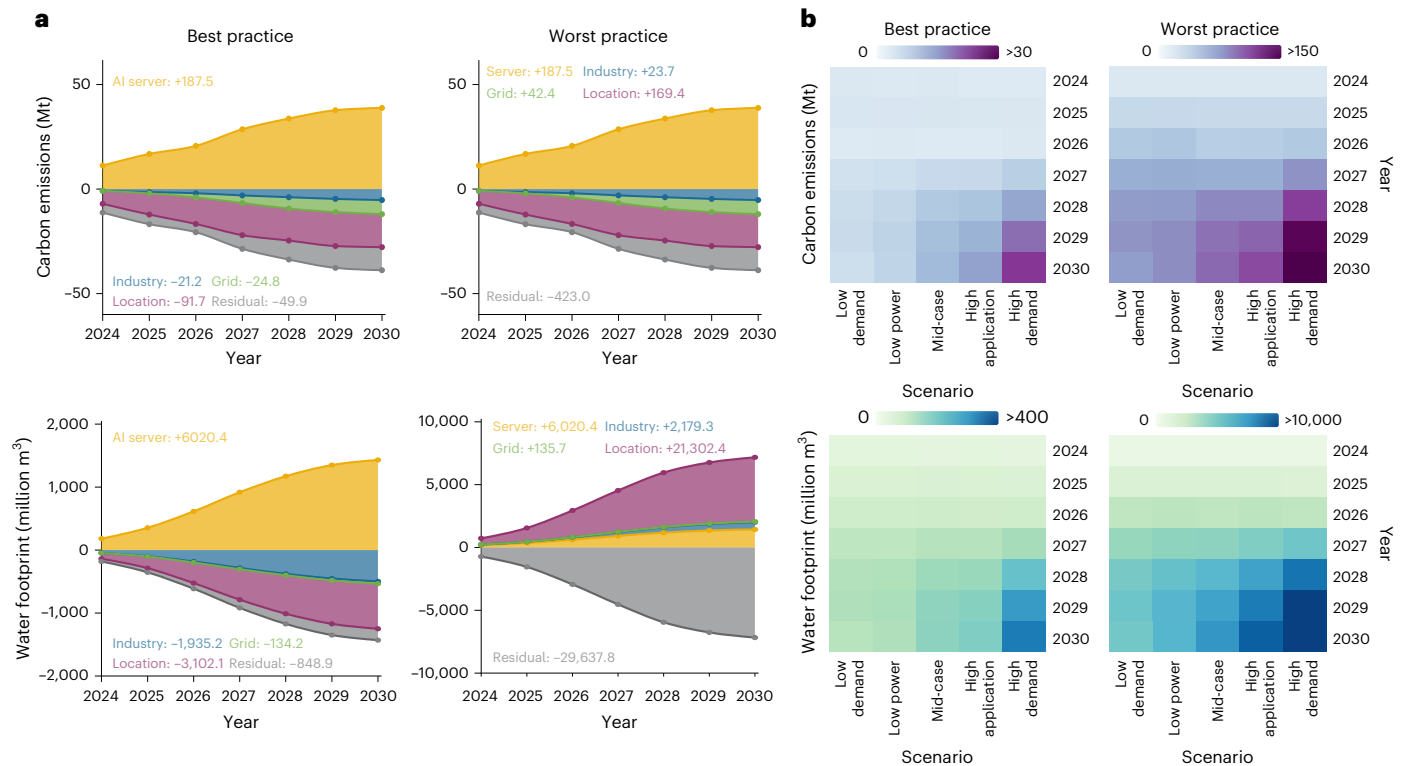 a
Best practice
Carbon emissions (Mt)
50
0
−50
AI server: +187.5
Industry: −21.2 Grid: −24.8
Location: −91.7 Residual: −49.9
2024 2025 2026 2027 2028 2029 2030
Year
Worst practice
50
0
−50
Server: +187.5 Industry: +23.7
Grid: +42.4 Location: +169.4
Residual: −423.0
2024 2025 2026 2027 2028 2029 2030
Year
Water footprint (million m³)
2,000
1,000
0
−1,000
−2,000
AI server: +6020.4
Industry: −1,935.2 Grid: −134.2
Location: −3,102.1 Residual: −848.9
2024 2025 2026 2027 2028 2029 2030
Year
10,000
5,000
0
−5,000
−10,000
Server: +6,020.4 Industry: +2,179.3
Grid: +135.7 Location: +21,302.4
Residual: −29,637.8
2024 2025 2026 2027 2028 2029 2030
Year
b
Best practice
0 >30
Carbon emissions (Mt)
2024
2025
2026
2027
2028
2029
2030
Low demand
Low power
Mid-case
High application
High demand
Worst practice
0 >150
2024
2025
2026
2027
2028
2029
2030
Year
Low demand
Low power
Mid-case
High application
High demand
Scenario
Scenario
0 >400
Water footprint (million m³)
2024
2025
2026
2027
2028
2029
2030
Low demand
Low power
Mid-case
High application
High demand
Scenario
0 >10,000
2024
2025
2026
2027
2028
2029
2030
Year
Low demand
Low power
Mid-case
High application
High demand
Scenario